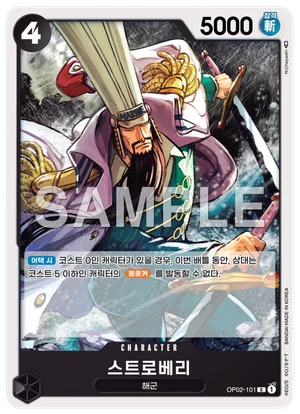 4
5000
참격
斬
SAMPLE
어택 시 코스트 0인 캐릭터가 있을 경우, 이번 배틀 동안, 상대는
코스트 5 이하인 캐릭터의 블로커 를 발동할 수 없다.
CHARACTER
스트로베리
해군
OP02-101 C 1
BANDAI MADE IN KOREA